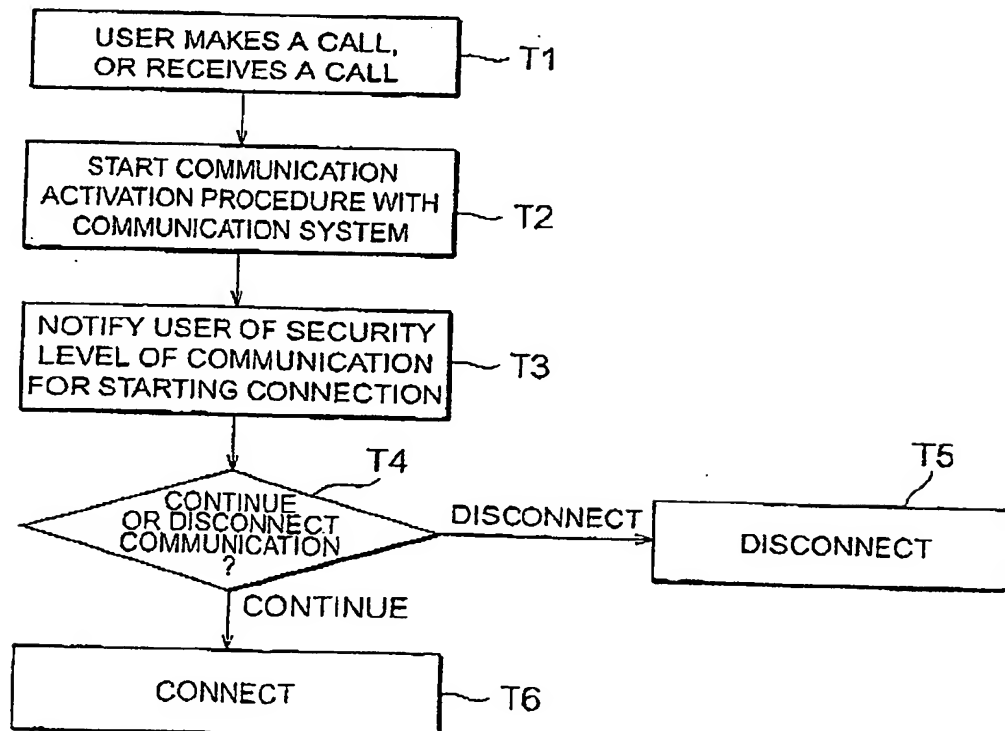 USER MAKES A CALL,
OR RECEIVES A CALL
T1
START COMMUNICATION
ACTIVATION PROCEDURE WITH
COMMUNICATION SYSTEM
T2
NOTIFY USER OF SECURITY
LEVEL OF COMMUNICATION
FOR STARTING CONNECTION
T3
T4
CONTINUE
OR DISCONNECT
COMMUNICATION
?
DISCONNECT
T5
DISCONNECT
CONTINUE
CONNECT
T6